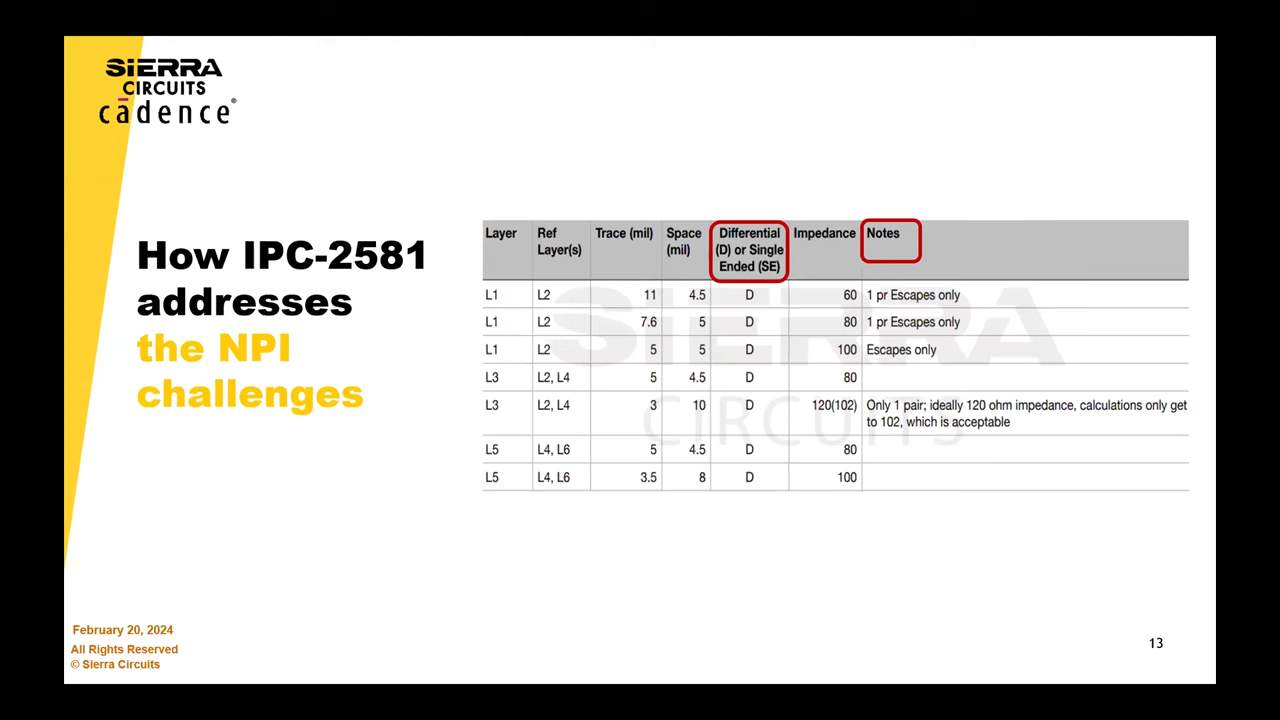 SIERRA
CIRCUITS
cādence®
How IPC-2581
addresses
the NPI
challenges
Layer Ref Layer(s) Trace (mil) Space (mil) Differential (D) or Single Ended (SE) Impedance Notes
L1 L2 11 4.5 D 60 1 pr Escapes only
L1 L2 7.6 5 D 80 1 pr Escapes only
L1 L2 5 5 D 100 Escapes only
L3 L2, L4 5 4.5 D 80
L3 L2, L4 3 10 D 120(102) Only 1 pair; ideally 120 ohm impedance, calculations only get
to 102, which is acceptable
L5 L4, L6 5 4.5 D 80
L5 L4, L6 3.5 8 D 100
SIERRA
CIRCUITS
February 20, 2024
All Rights Reserved
© Sierra Circuits
13